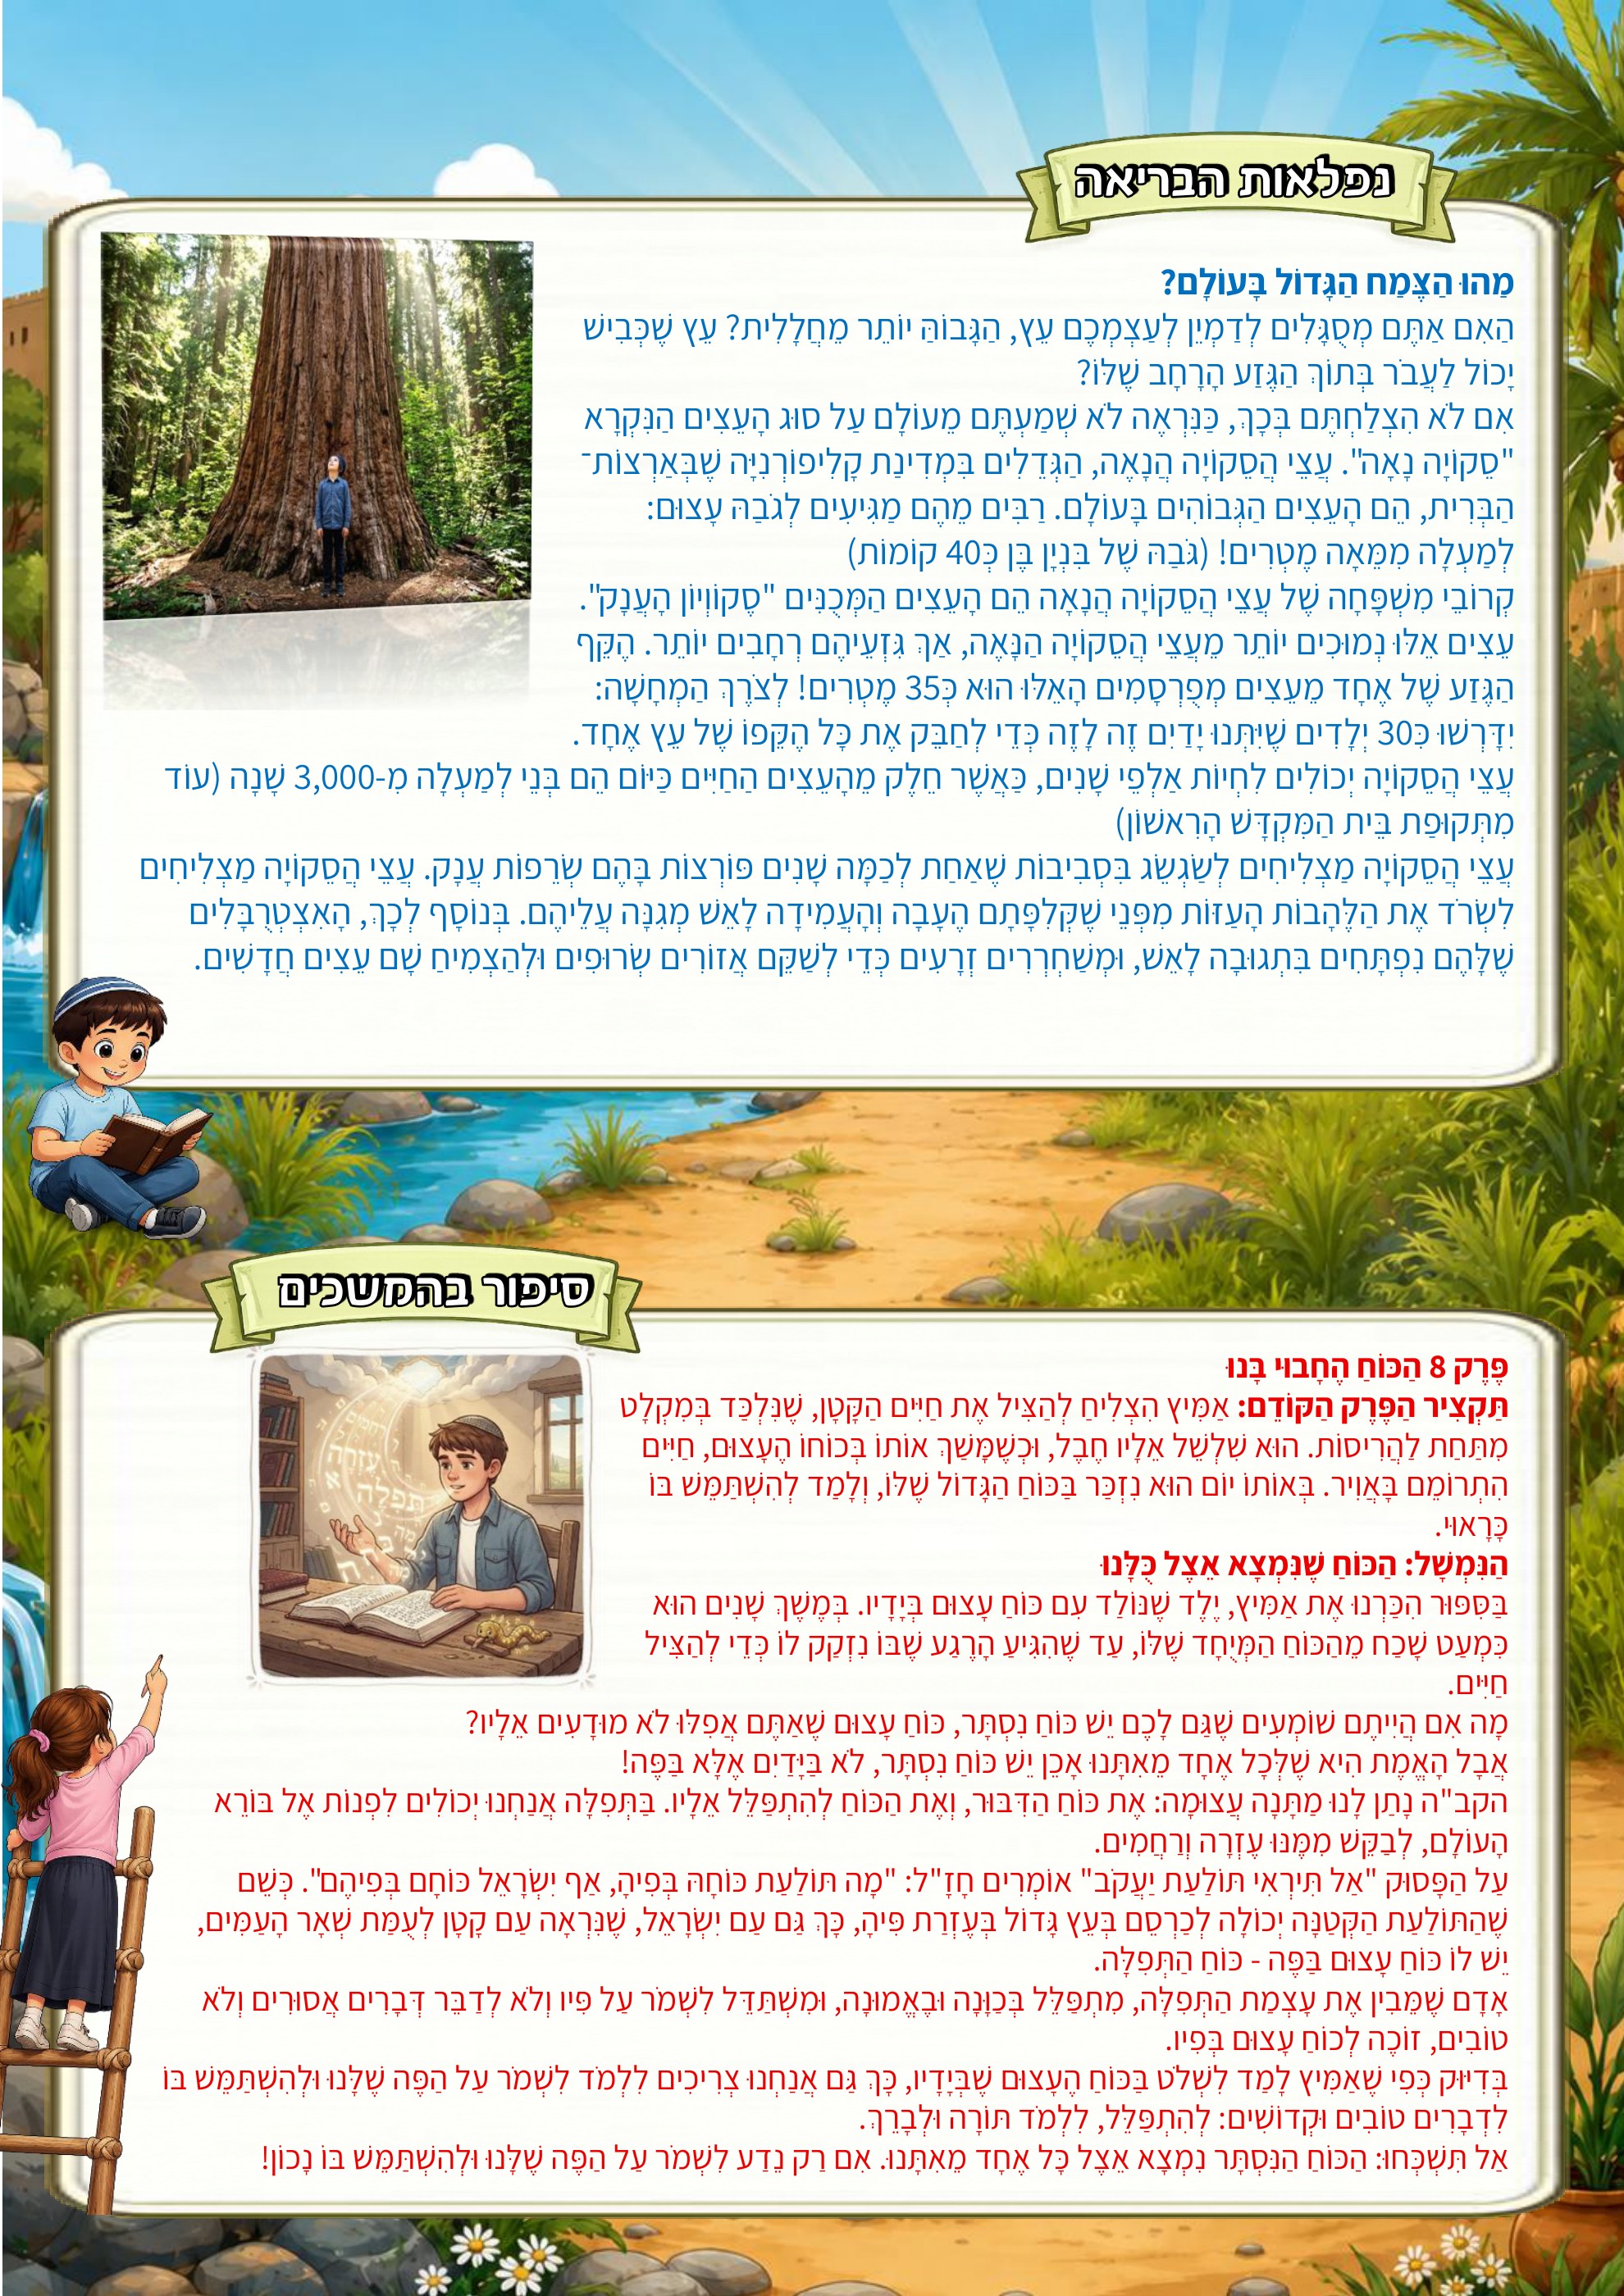 נפלאות הבריאה
מַהוּ הַצֶּמַח הַגָּדוֹל בָּעוֹלָם?
הַאִם אַתֶּם מְסֻגָּלִים לְדַמְיֵן לְעַצְמְכֶם עֵץ, הַגָּבוֹהַּ יוֹתֵר מֵחֲלָלִית? עֵץ שֶׁכְּבִישׁ
יָכוֹל לַעֲבֹר בְּתוֹךְ הַגֶּזַע הָרָחָב שֶׁלּוֹ?
אִם לֹא הִצְלַחְתֶּם בְּכָךְ, כַּנִּרְאֶה לֹא שְׁמַעְתֶּם מֵעוֹלָם עַל סוּג הָעֵצִים הַנִּקְרָא
"סֵקוֹיָה נָאָה". עֲצֵי הַסֵּקוֹיָה הַנָּאָה, הַגְּדֵלִים בִּמְדִינַת קָלִיפוֹרְנְיָה שֶׁבְּאַרְצוֹת־
הַבְּרִית, הֵם הָעֵצִים הַגְּבוֹהִים בָּעוֹלָם. רַבִּים מֵהֶם מַגִּיעִים לְגֹבַהּ עָצוּם:
לְמַעְלָה מִמֵּאָה מֶטְרִים! (גֹּבַהּ שֶׁל בִּנְיָן בֶּן כְּ40 קוֹמוֹת)
קְרוֹבֵי מִשְׁפָּחָה שֶׁל עֲצֵי הַסֵּקוֹיָה הַנָּאָה הֵם הָעֵצִים הַמְּכֻנִּים "סֶקוֹוְיוֹן הָעֲנָק".
עֵצִים אֵלּוּ נְמוּכִים יוֹתֵר מֵעֲצֵי הַסֵּקוֹיָה הַנָּאָה, אַךְ גִּזְעֵיהֶם רְחָבִים יוֹתֵר. הֶקֵּף
הַגֶּזַע שֶׁל אֶחָד מֵעֵצִים מְפֻרְסָמִים הָאֵלּוּ הוּא כְּ35 מֶטְרִים! לְצֹרֶךְ הַמְחָשָׁה:
יִדָּרְשׁוּ כְּ30 יְלָדִים שֶׁיִּתְּנוּ יָדַיִם זֶה לָזֶה כְּדֵי לְחַבֵּק אֶת כָּל הֶקֵּפוֹ שֶׁל עֵץ אֶחָד.
עֲצֵי הַסֵּקוֹיָה יְכוֹלִים לִחְיוֹת אַלְפֵי שָׁנִים, כַּאֲשֶׁר חֵלֶק מֵהָעֵצִים הַחַיִּים כַּיּוֹם הֵם בְּנֵי לְמַעְלָה מִ-3,000 שָׁנָה (עוֹד
מִתְּקוּפַת בֵּית הַמִּקְדָּשׁ הָרִאשׁוֹן)
עֲצֵי הַסֵּקוֹיָה מַצְלִיחִים לְשַׂגְשֵׂג בִּסְבִיבוֹת שֶׁאַחַת לְכַמָּה שָׁנִים פּוֹרְצוֹת בָּהֶם שְׂרֵפוֹת עֲנָק. עֲצֵי הַסֵּקוֹיָה מַצְלִיחִים
לִשְׂרֹד אֶת הַלֶּהָבוֹת הָעַזּוֹת מִפְּנֵי שֶׁקְּלִפָּתָם הֶעָבָה וְהָעֲמִידָה לָאֵשׁ מְגִנָּה עֲלֵיהֶם. בְּנוֹסָף לְכָךְ, הָאִצְטְרֻבָּלִים
שֶׁלָּהֶם נִפְתָּחִים בִּתְגוּבָה לָאֵשׁ, וּמְשַׁחְרְרִים זְרָעִים כְּדֵי לְשַׁקֵּם אֲזוֹרִים שְׂרוּפִים וּלְהַצְמִיחַ שָׁם עֵצִים חֲדָשִׁים.
סיפור בהמשכים
פֶּרֶק 8 הַכּוֹחַ הֶחָבוּי בָּנוּ
תַּקְצִיר הַפֶּרֶק הַקּוֹדֵם: אַמִּיץ הִצְלִיחַ לְהַצִּיל אֶת חַיִּים הַקָּטָן, שֶׁנִּלְכַּד בְּמִקְלָט
מִתַּחַת לַהֲרִיסוֹת. הוּא שִׁלְשֵׁל אֵלָיו חֶבֶל, וּכְשֶׁמָּשַׁךְ אוֹתוֹ בְּכוֹחוֹ הֶעָצוּם, חַיִּים
הִתְרוֹמֵם בָּאֲוִיר. בְּאוֹתוֹ יוֹם הוּא נִזְכַּר בַּכּוֹחַ הַגָּדוֹל שֶׁלּוֹ, וְלָמַד לְהִשְׁתַּמֵּשׁ בּוֹ
כָּרָאוּי.
הַנִּמְשָׁל: הַכּוֹחַ שֶׁנִּמְצָא אֵצֶל כֻּלָּנוּ
בַּסִּפּוּר הִכַּרְנוּ אֶת אַמִּיץ, יֶלֶד שֶׁנּוֹלַד עִם כּוֹחַ עָצוּם בְּיָדָיו. בְּמֶשֶׁךְ שָׁנִים הוּא
כִּמְעַט שָׁכַח מֵהַכּוֹחַ הַמְּיֻחָד שֶׁלּוֹ, עַד שֶׁהִגִּיעַ הָרֶגַע שֶׁבּוֹ נִזְקַק לוֹ כְּדֵי לְהַצִּיל
חַיִּים.
מָה אִם הֲיִיתֶם שׁוֹמְעִים שֶׁגַּם לָכֶם יֵשׁ כּוֹחַ נִסְתָּר, כּוֹחַ עָצוּם שֶׁאַתֶּם אֲפִלּוּ לֹא מוּדָעִים אֵלָיו?
אֲבָל הָאֱמֶת הִיא שֶׁלְּכָל אֶחָד מֵאִתָּנוּ אָכֵן יֵשׁ כּוֹחַ נִסְתָּר, לֹא בַּיָּדַיִם אֶלָּא בַּפֶּה!
הקב"ה נָתַן לָנוּ מַתָּנָה עֲצוּמָה: אֶת כּוֹחַ הַדִּבּוּר, וְאֶת הַכּוֹחַ לְהִתְפַּלֵּל אֵלָיו. בַּתְּפִלָּה אֲנַחְנוּ יְכוֹלִים לִפְנוֹת אֶל בּוֹרֵא
הָעוֹלָם, לְבַקֵּשׁ מִמֶּנּוּ עֶזְרָה וְרַחֲמִים.
עַל הַפָּסוּק "אַל תִּירְאִי תּוֹלַעַת יַעֲקֹב" אוֹמְרִים חֲזָ"ל: "מָה תּוֹלַעַת כּוֹחָהּ בְּפִיהָ, אַף יִשְׂרָאֵל כּוֹחָם בְּפִיהֶם". כְּשֵׁם
שֶׁהַתּוֹלַעַת הַקְּטַנָּה יְכוֹלָה לְכַרְסֵם בְּעֵץ גָּדוֹל בְּעֶזְרַת פִּיהָ, כָּךְ גַּם עַם יִשְׂרָאֵל, שֶׁנִּרְאָה עַם קָטָן לְעֻמַּת שְׁאָר הָעַמִּים,
יֵשׁ לוֹ כּוֹחַ עָצוּם בַּפֶּה - כּוֹחַ הַתְּפִלָּה.
אָדָם שֶׁמֵּבִין אֶת עָצְמַת הַתְּפִלָּה, מִתְפַּלֵּל בְּכַוָּנָה וּבֶאֱמוּנָה, וּמִשְׁתַּדֵּל לִשְׁמֹר עַל פִּיו וְלֹא לְדַבֵּר דְּבָרִים אֲסוּרִים וְלֹא
טוֹבִים, זוֹכֶה לְכוֹחַ עָצוּם בְּפִיו.
בְּדִיּוּק כְּפִי שֶׁאַמִּיץ לָמַד לִשְׁלֹט בַּכּוֹחַ הֶעָצוּם שֶׁבְּיָדָיו, כָּךְ גַּם אֲנַחְנוּ צְרִיכִים לִלְמֹד לִשְׁמֹר עַל הַפֶּה שֶׁלָּנוּ וּלְהִשְׁתַּמֵּשׁ בּוֹ
לִדְבָרִים טוֹבִים וּקְדוֹשִׁים: לְהִתְפַּלֵּל, לִלְמֹד תּוֹרָה וּלְבָרֵךְ.
אַל תִּשְׁכְּחוּ: הַכּוֹחַ הַנִּסְתָּר נִמְצָא אֵצֶל כָּל אֶחָד מֵאִתָּנוּ. אִם רַק נֵדַע לִשְׁמֹר עַל הַפֶּה שֶׁלָּנוּ וּלְהִשְׁתַּמֵּשׁ בּוֹ נָכוֹן!